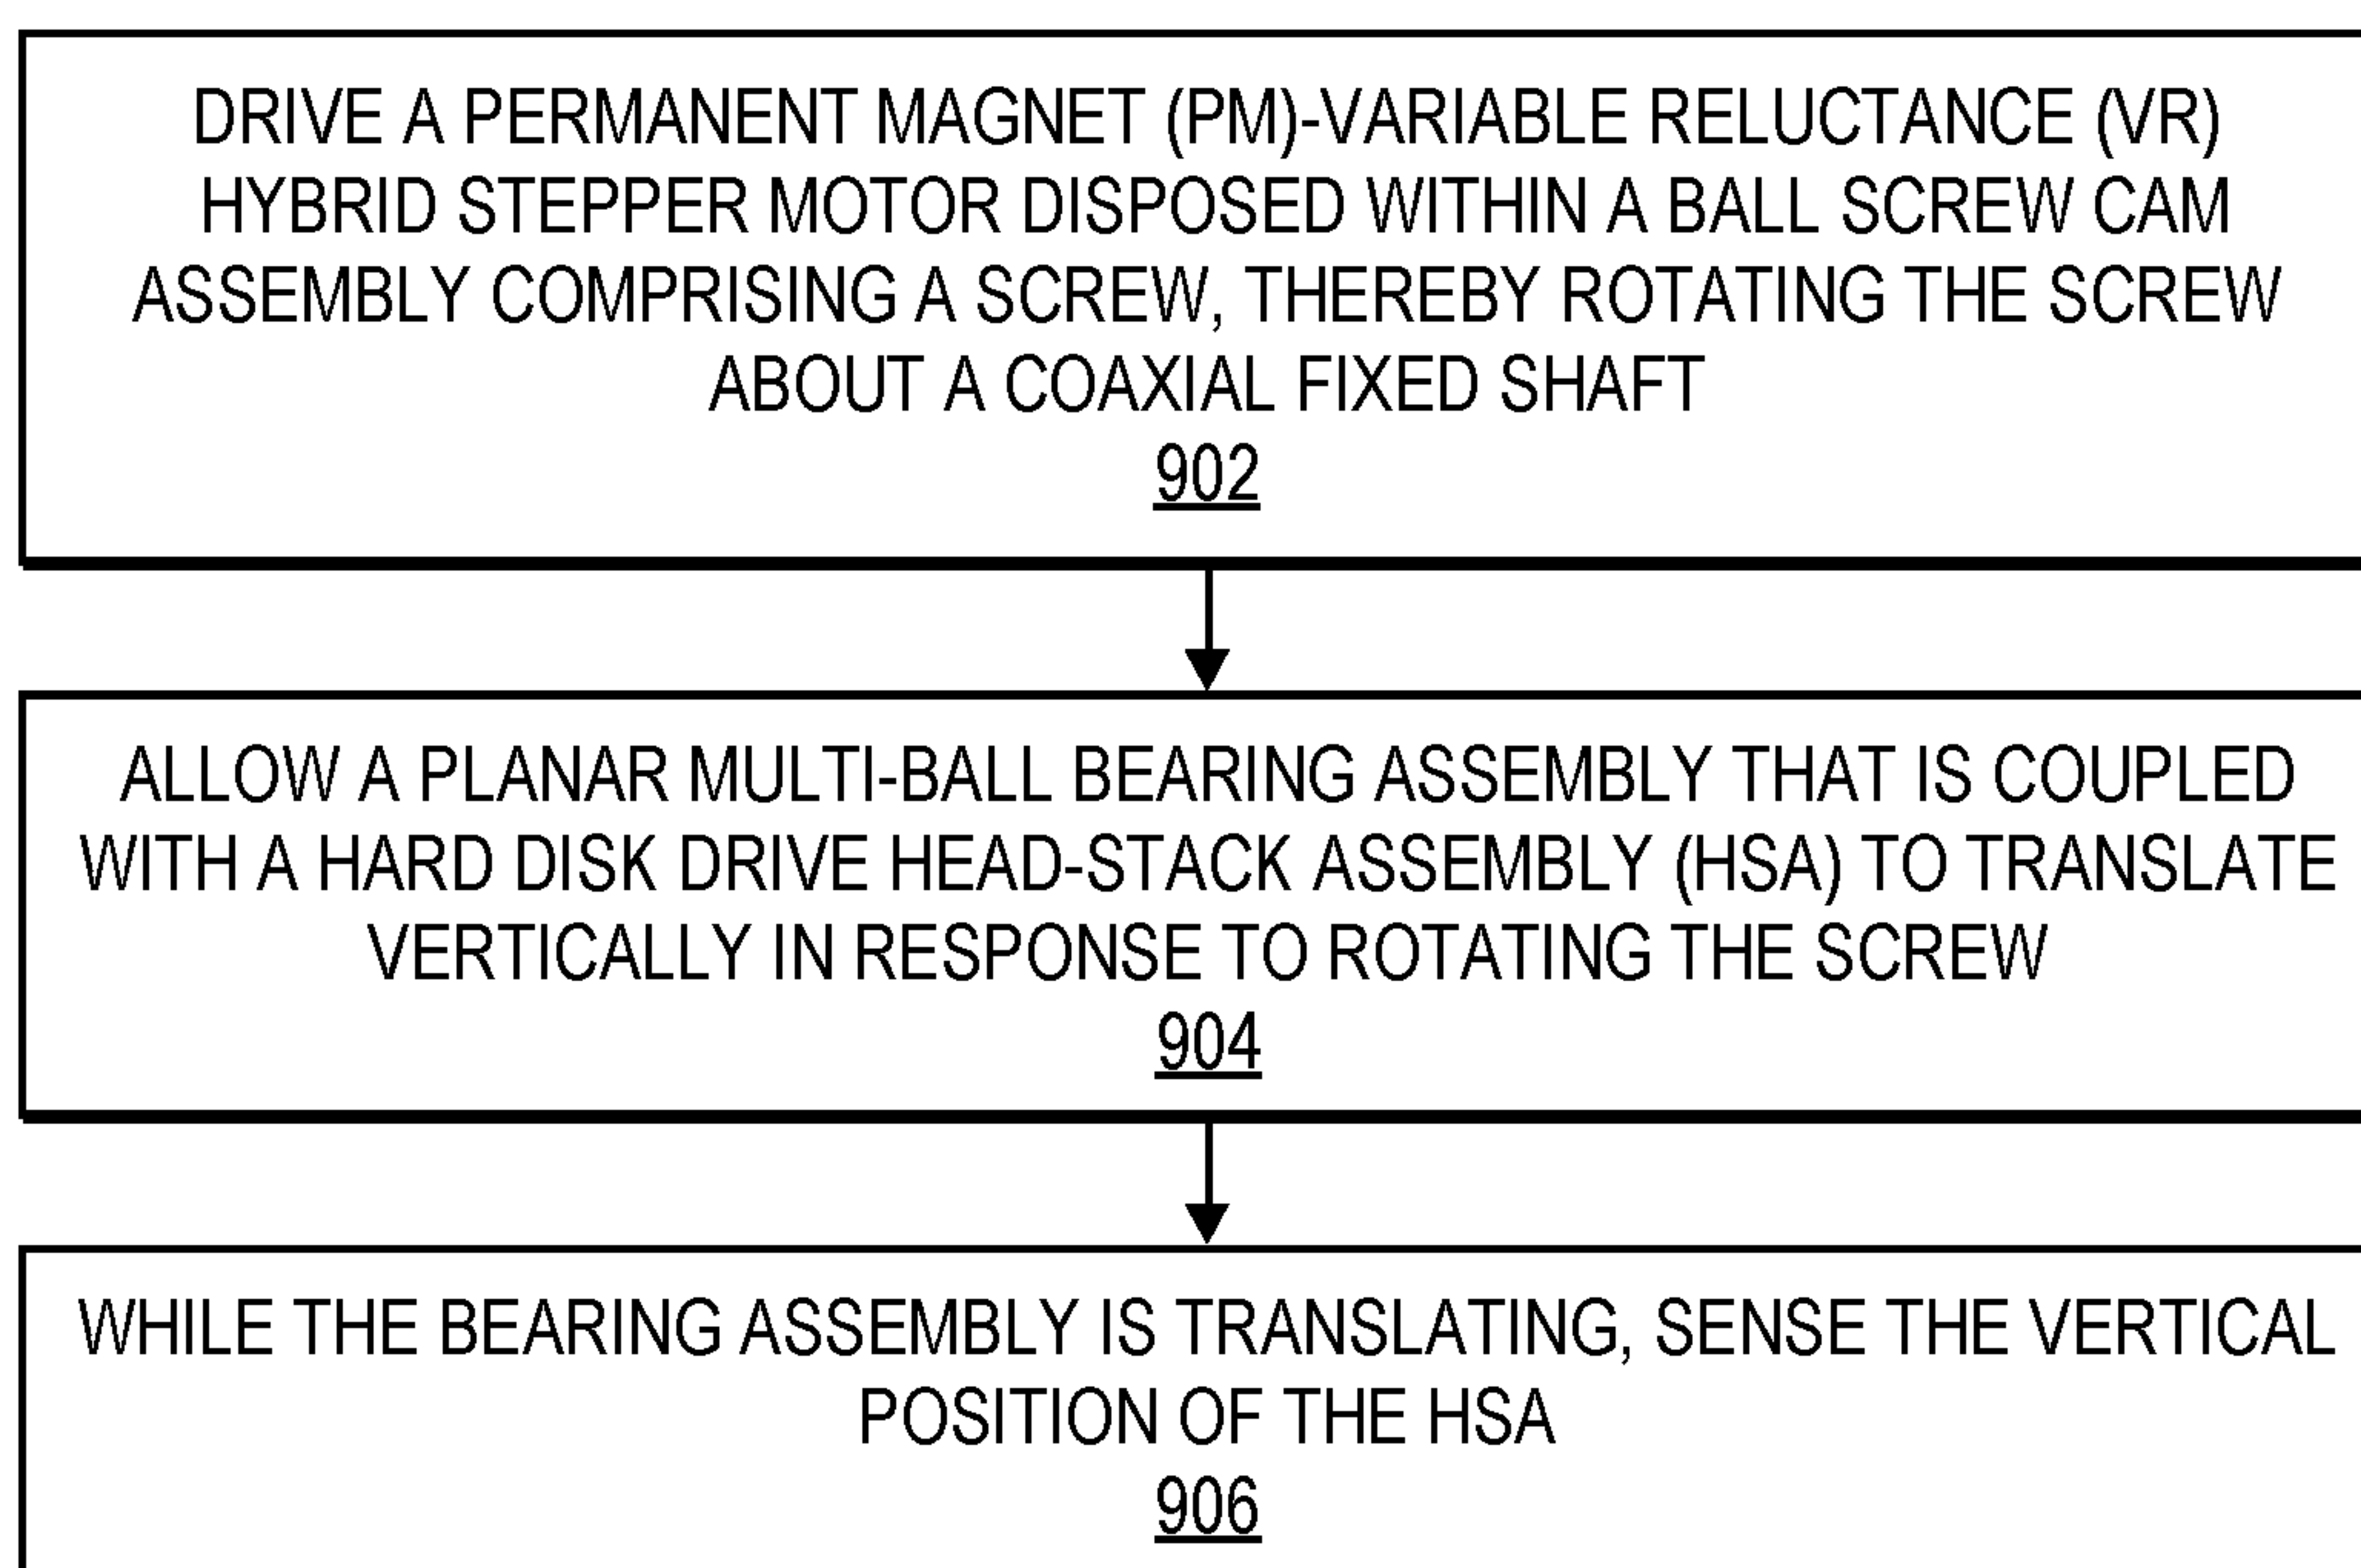 DRIVE A PERMANENT MAGNET (PM)-VARIABLE RELUCTANCE (VR)
HYBRID STEPPER MOTOR DISPOSED WITHIN A BALL SCREW CAM
ASSEMBLY COMPRISING A SCREW, THEREBY ROTATING THE SCREW
ABOUT A COAXIAL FIXED SHAFT
902
ALLOW A PLANAR MULTI-BALL BEARING ASSEMBLY THAT IS COUPLED
WITH A HARD DISK DRIVE HEAD-STACK ASSEMBLY (HSA) TO TRANSLATE
VERTICALLY IN RESPONSE TO ROTATING THE SCREW
904
WHILE THE BEARING ASSEMBLY IS TRANSLATING, SENSE THE VERTICAL
POSITION OF THE HSA
906